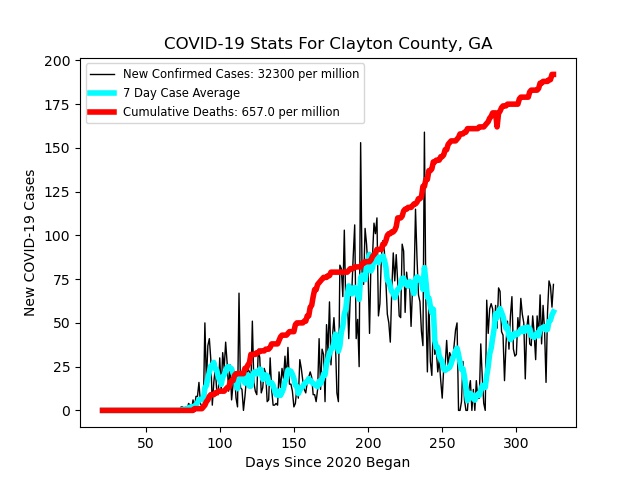 COVID-19 Stats For Clayton County, GA
New Confirmed Cases: 32300 per million
7 Day Case Average
Cumulative Deaths: 657.0 per million
New COVID-19 Cases
200
175
150
125
100
75
50
25
0
50
100
150
200
250
300
Days Since 2020 Began